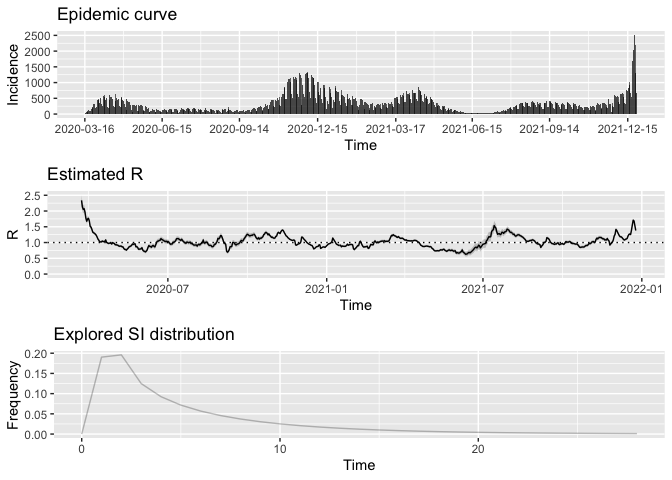 Epidemic curve
Incidence
2500
2000
1500
1000
500
0
2020-03-16 2020-06-15 2020-09-14 2020-12-15 2021-03-17 2021-06-15 2021-09-14 2021-12-15
Time
Estimated R
R
2.5
2.0
1.5
1.0
0.5
0.0
2020-07 2021-01 2021-07 2022-01
Time
Explored SI distribution
Frequency
0.20
0.15
0.10
0.05
0.00
0 10 20
Time